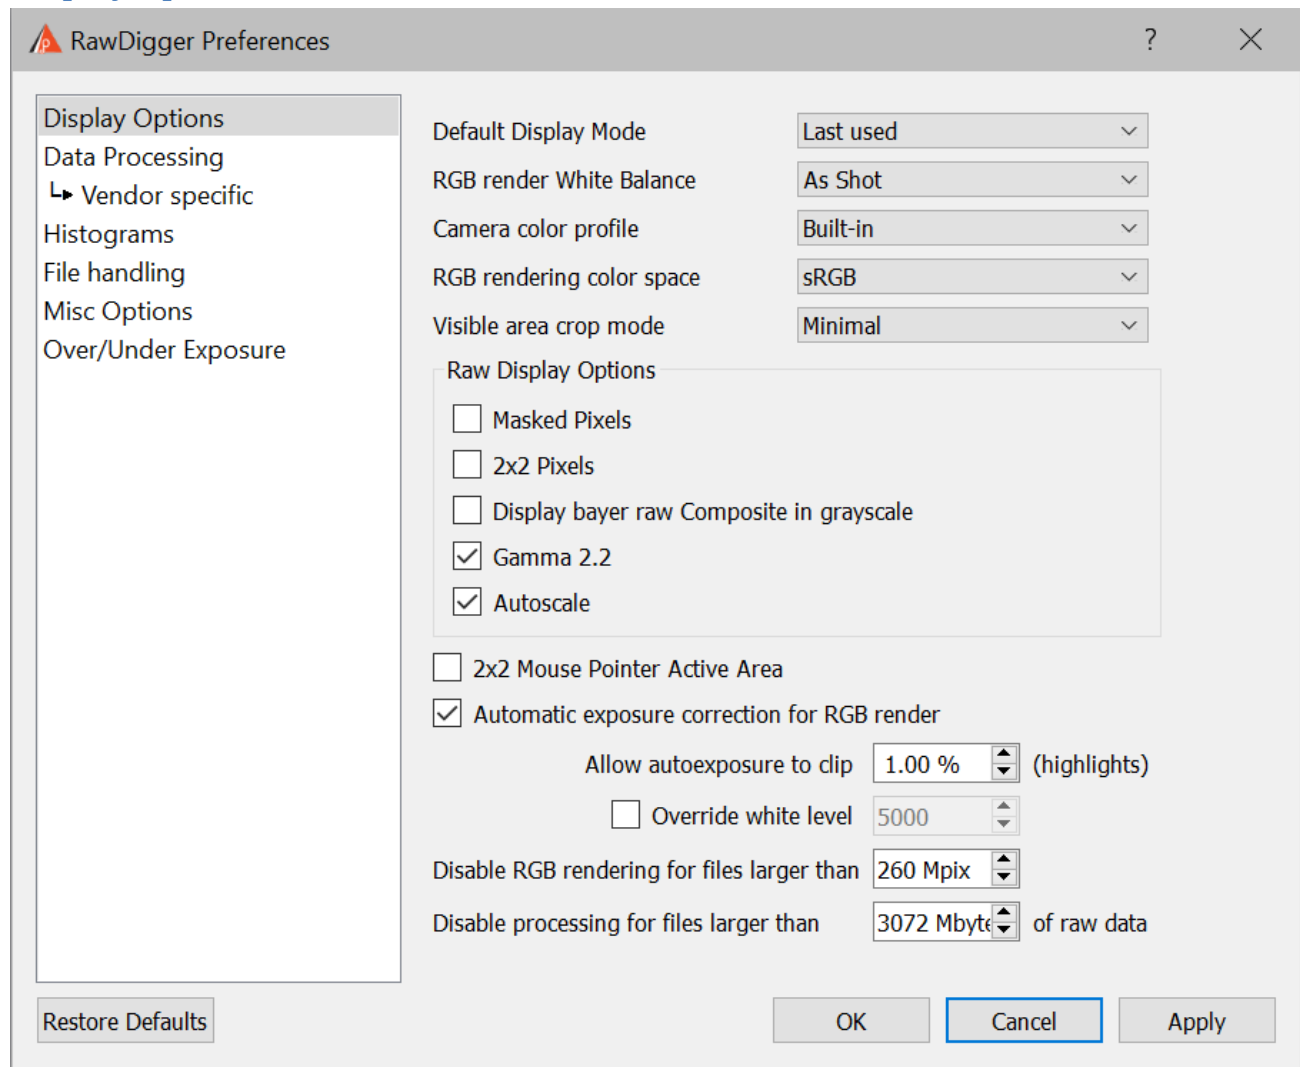 RawDigger Preferences
?
Display Options
Data Processing
Vendor specific
Histograms
File handling
Misc Options
Over/Under Exposure
Default Display Mode Last used
RGB render White Balance As Shot
Camera color profile Built-in
RGB rendering color space sRGB
Visible area crop mode Minimal
Raw Display Options
Masked Pixels
2x2 Pixels
Display bayer raw Composite in grayscale
Gamma 2.2
Autoscale
2x2 Mouse Pointer Active Area
Automatic exposure correction for RGB render
Allow autoexposure to clip 1.00 % (highlights)
Override white level 5000
Disable RGB rendering for files larger than 260 Mpix
Disable processing for files larger than 3072 Mbyte of raw data
Restore Defaults OK Cancel Apply